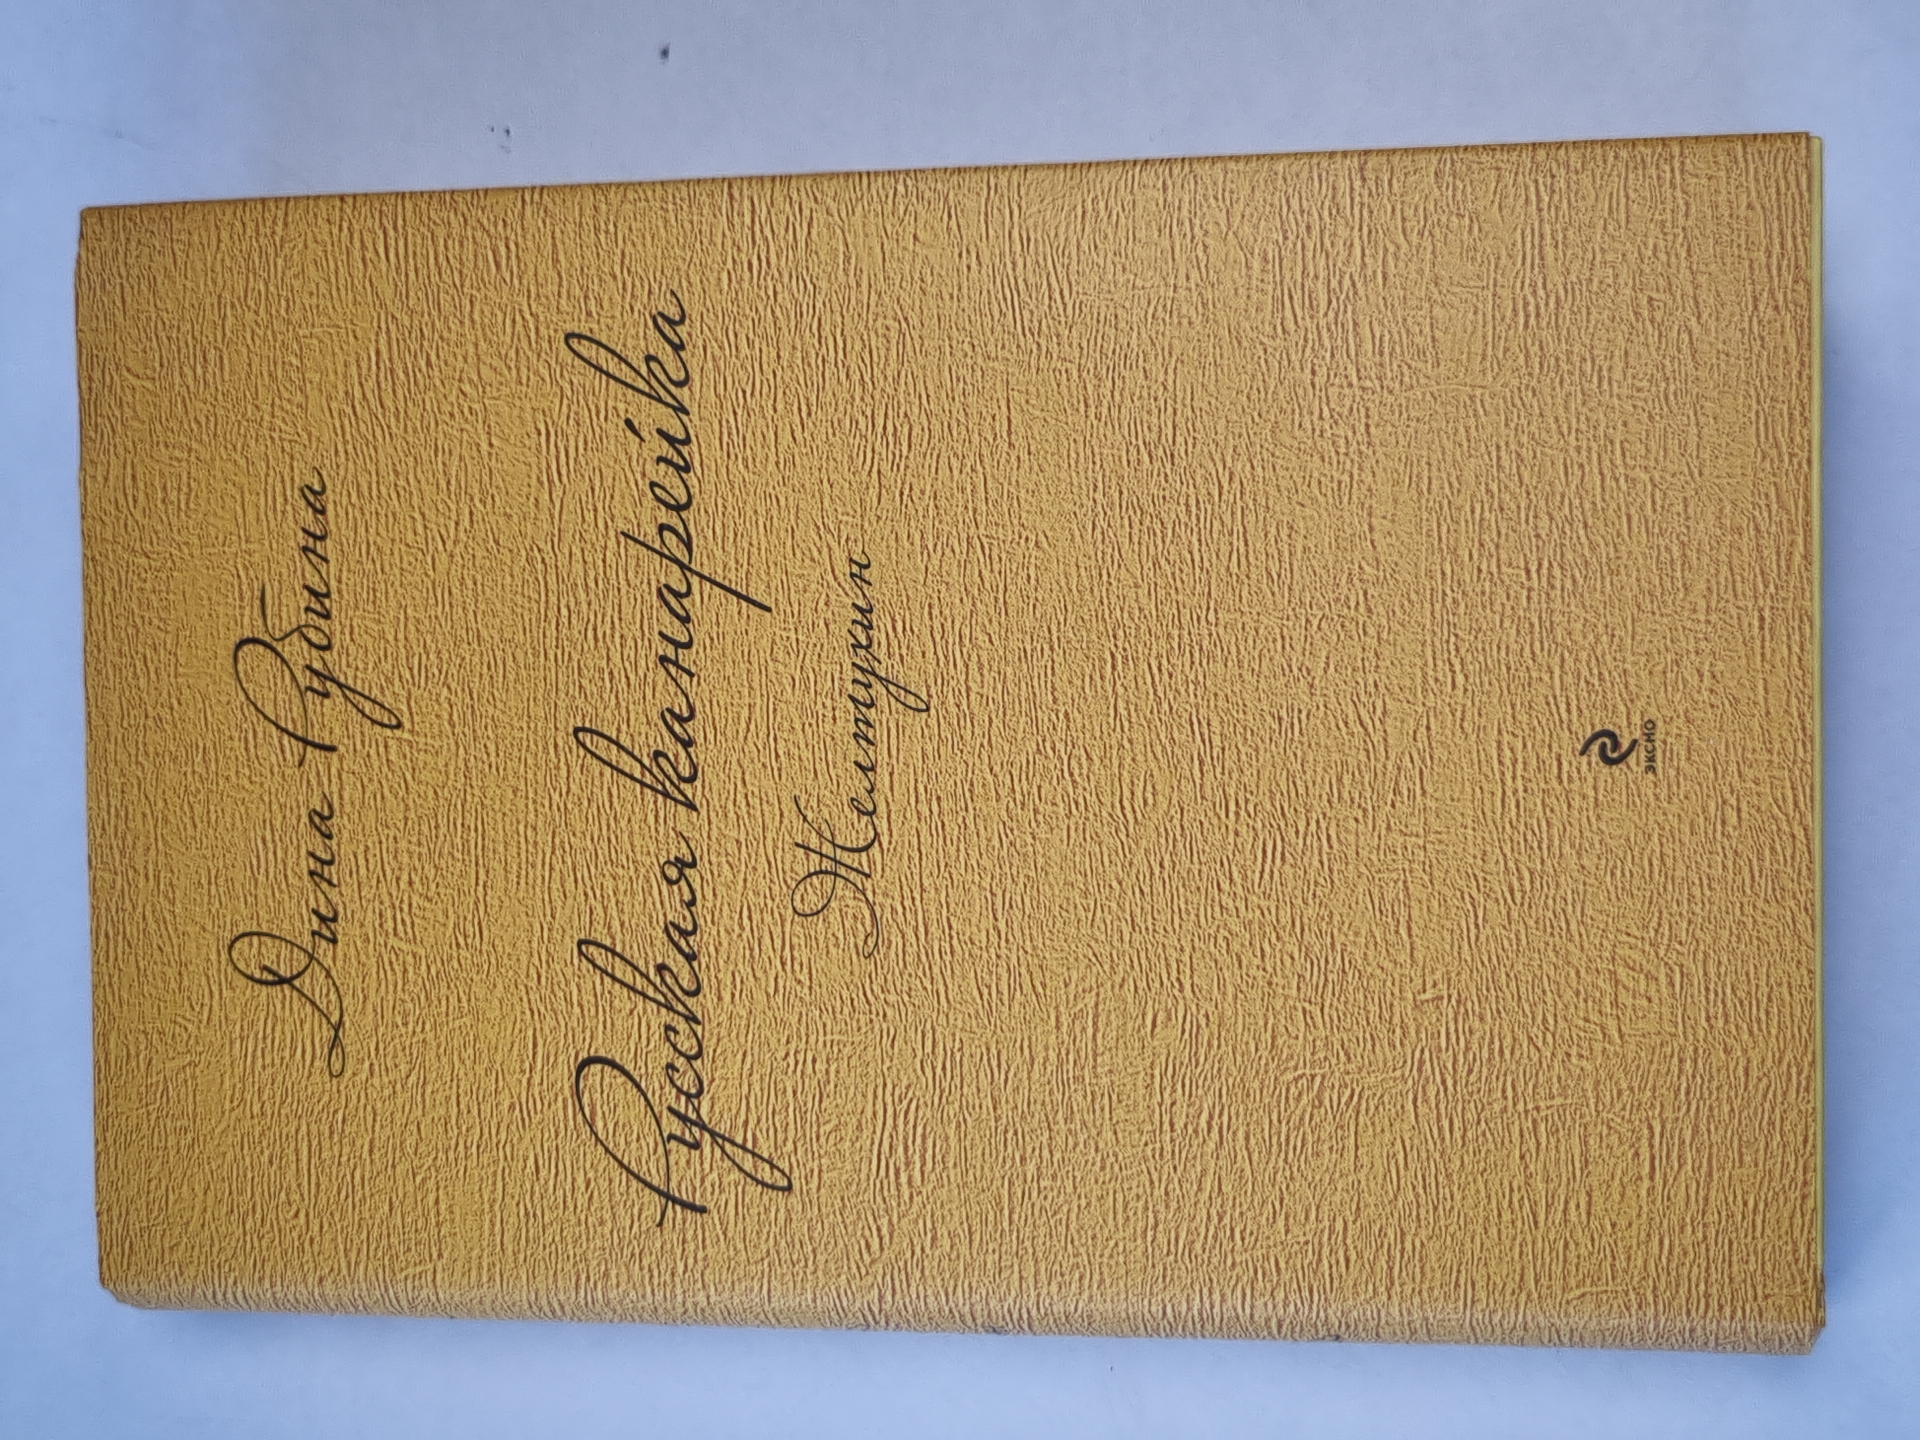 Дина Рубина
Русская канарейка
Желтухин
ЭКСМО